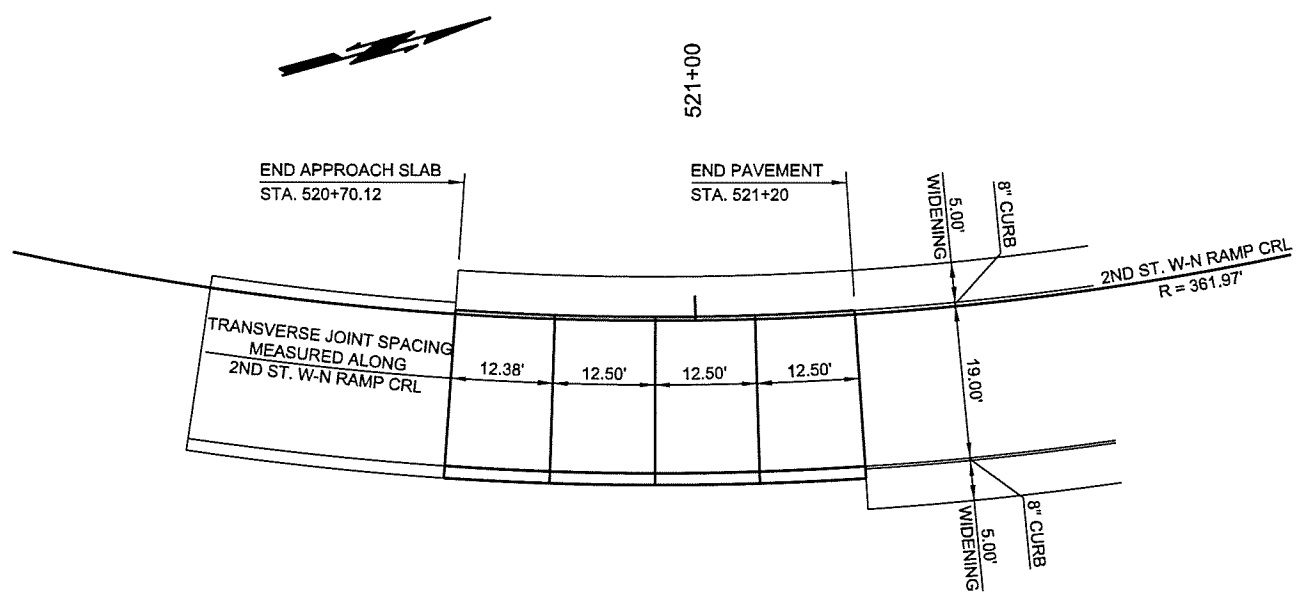 521+00
END APPROACH SLAB
STA. 520+70.12
END PAVEMENT
STA. 521+20
5.00'
WIDENING
8" CURB
2ND ST. W-N RAMP CRL
R = 361.97'
TRANSVERSE JOINT SPACING
MEASURED ALONG
2ND ST. W-N RAMP CRL
12.38'
12.50'
12.50'
12.50'
19.00'
5.00'
WIDENING
8" CURB